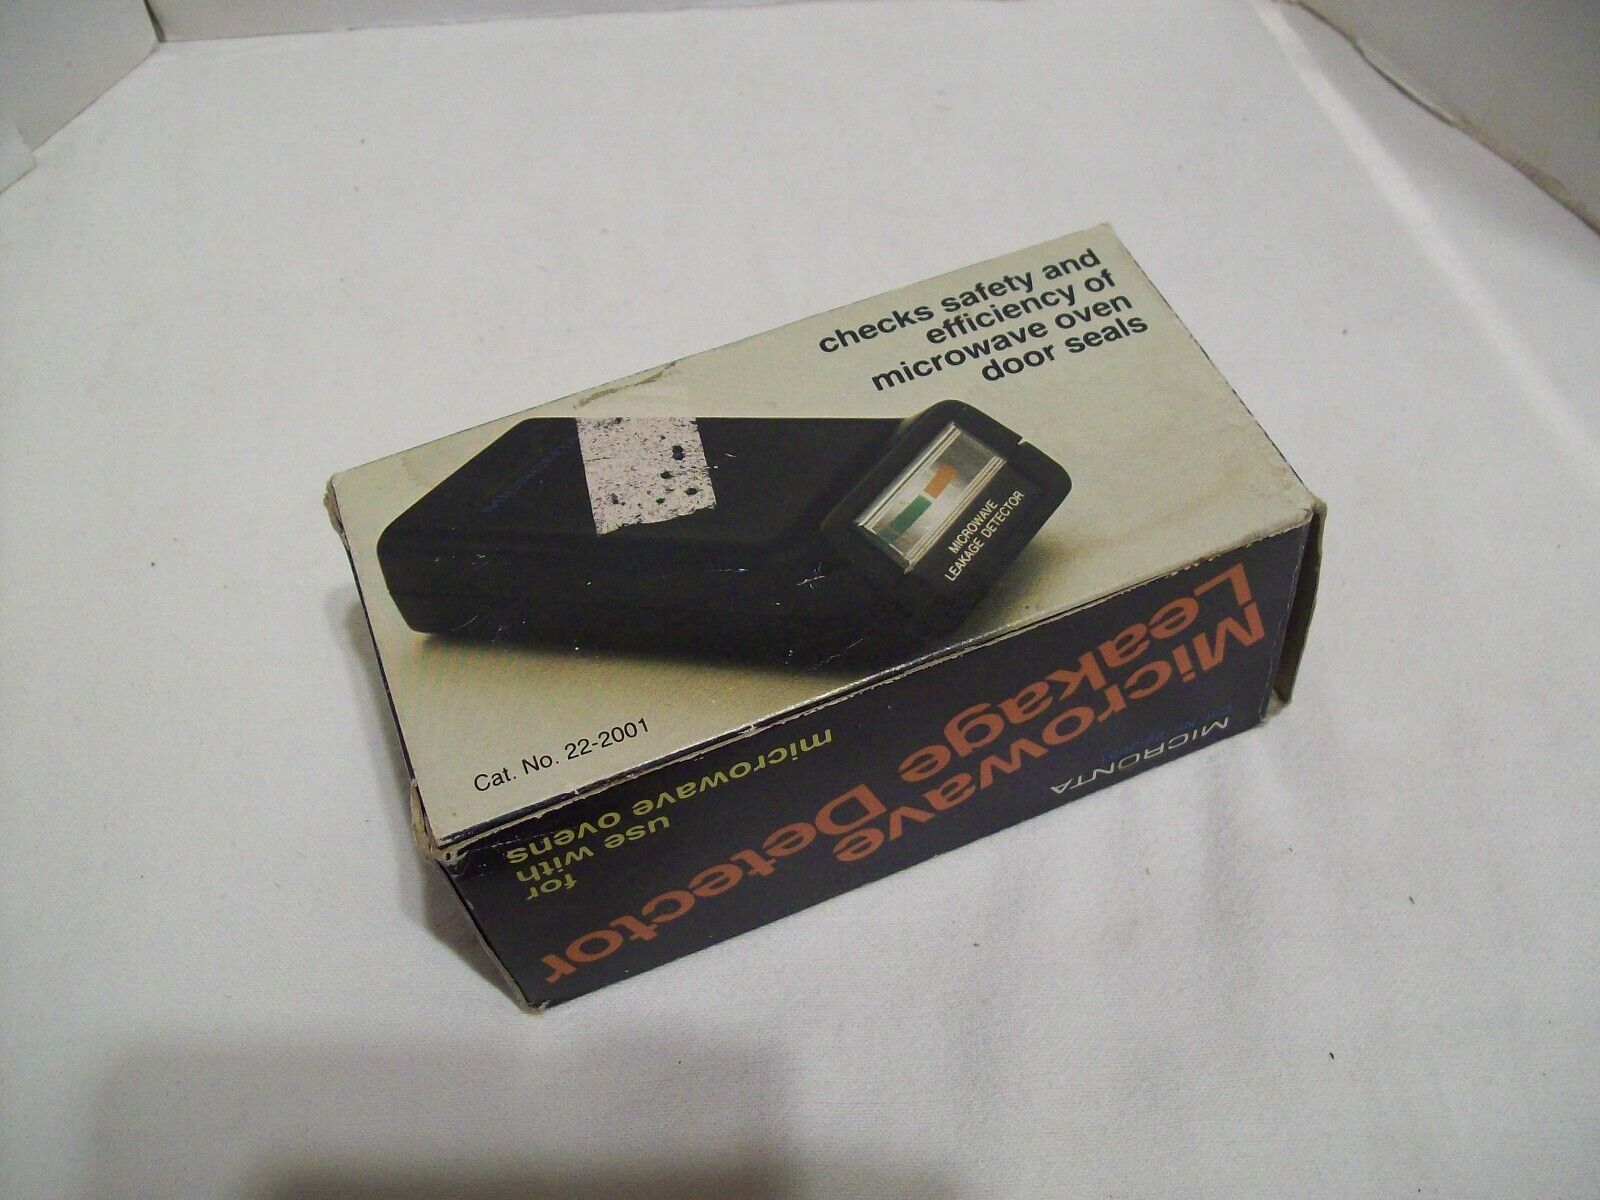 checks safety and
efficiency of
microwave oven
door seals
MICRONTA
MICROWAVE
LEAKAGE DETECTOR
Cat. No. 22-2001
MICRONTA
Microwave
Leakage Detector
for
use with
microwave ovens